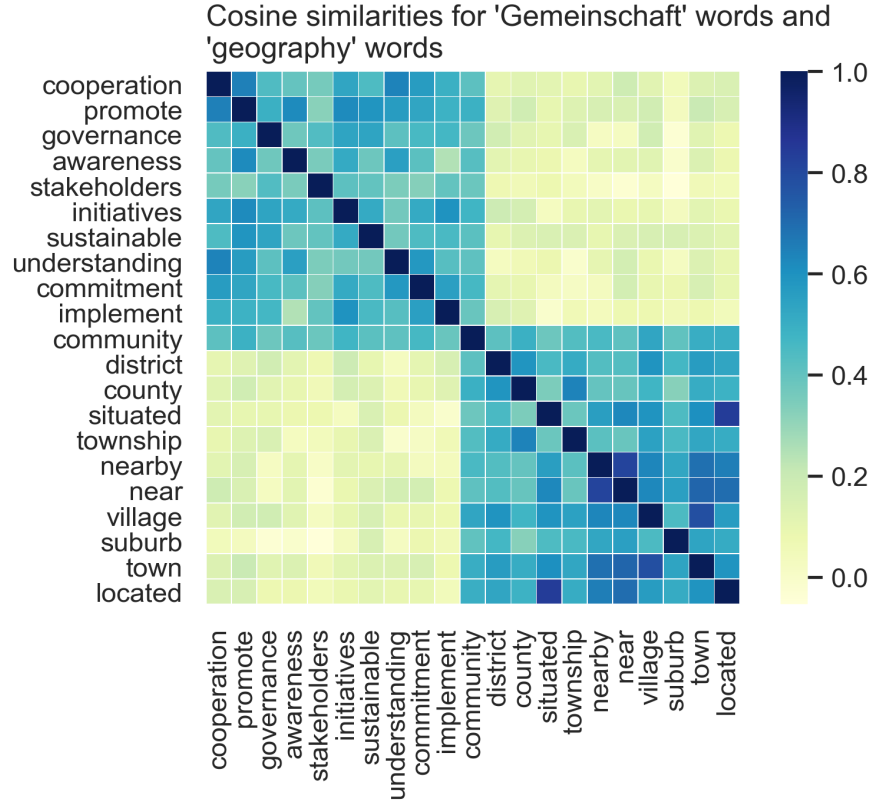 Cosine similarities for 'Gemeinschaft' words and
'geography' words
cooperation
promote
governance
awareness
stakeholders
initiatives
sustainable
understanding
commitment
implement
community
district
county
situated
township
nearby
near
village
suburb
town
located
cooperation
promote
governance
awareness
stakeholders
initiatives
sustainable
understanding
commitment
implement
community
district
county
situated
township
nearby
near
village
suburb
town
located
1.0
0.8
0.6
0.4
0.2
0.0